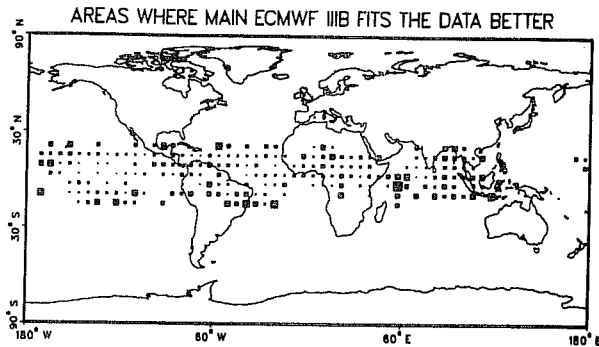 AREAS WHERE MAIN ECMWF IIIB FITS THE DATA BETTER
90° N
30° N
30° S
90° S
180° W
60° W
60° E
180° E